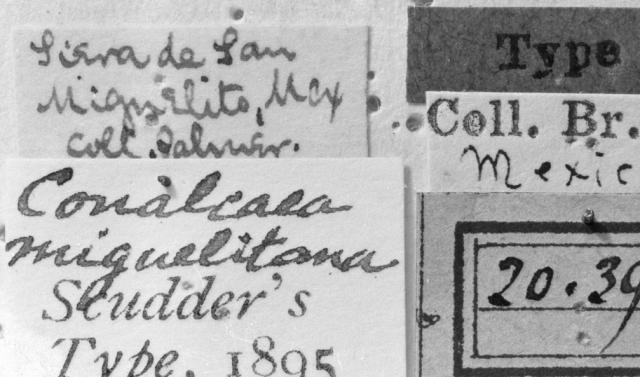 Sierra de San
Miguelito, Mex
Coll. Palmer.
Conalcaea
miguelitana
Scudder's
Type, 1895
Type
Coll. Br.
Mexic
20.39